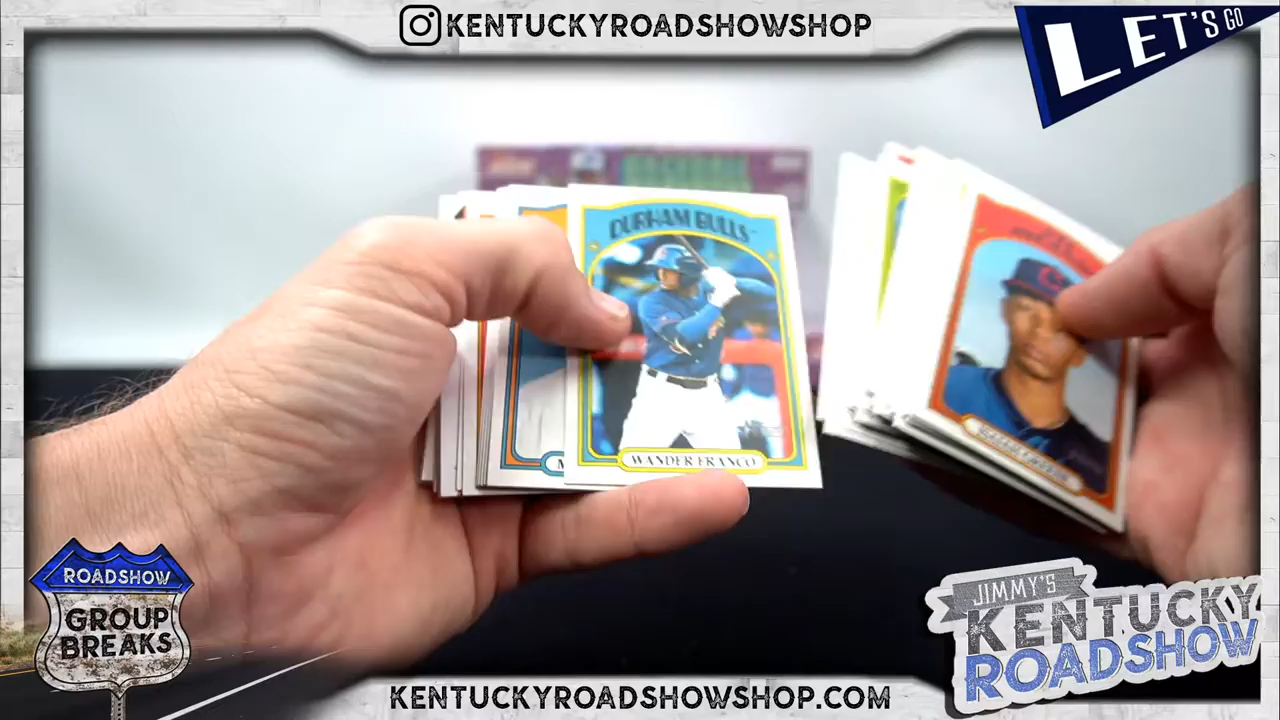 KENTUCKYROADSHOWSHOP
LET'S GO
DURHAM BULLS
WANDER FRANCO
ROADSHOW
GROUP
BREAKS
JIMMY'S
KENTUCKY
ROADSHOW
KENTUCKYROADSHOWSHOP.COM